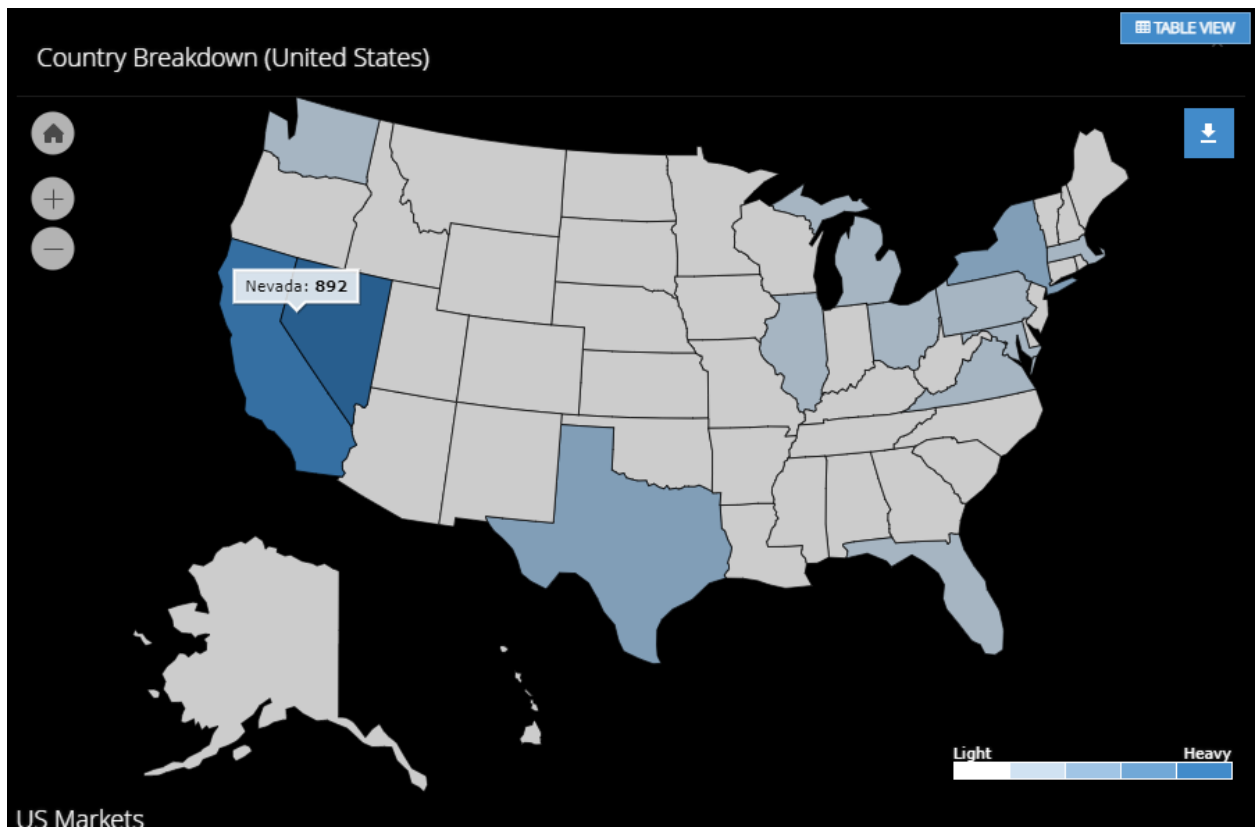 TABLE VIEW
Country Breakdown (United States)
Nevada: 892
Light Heavy
US Markets